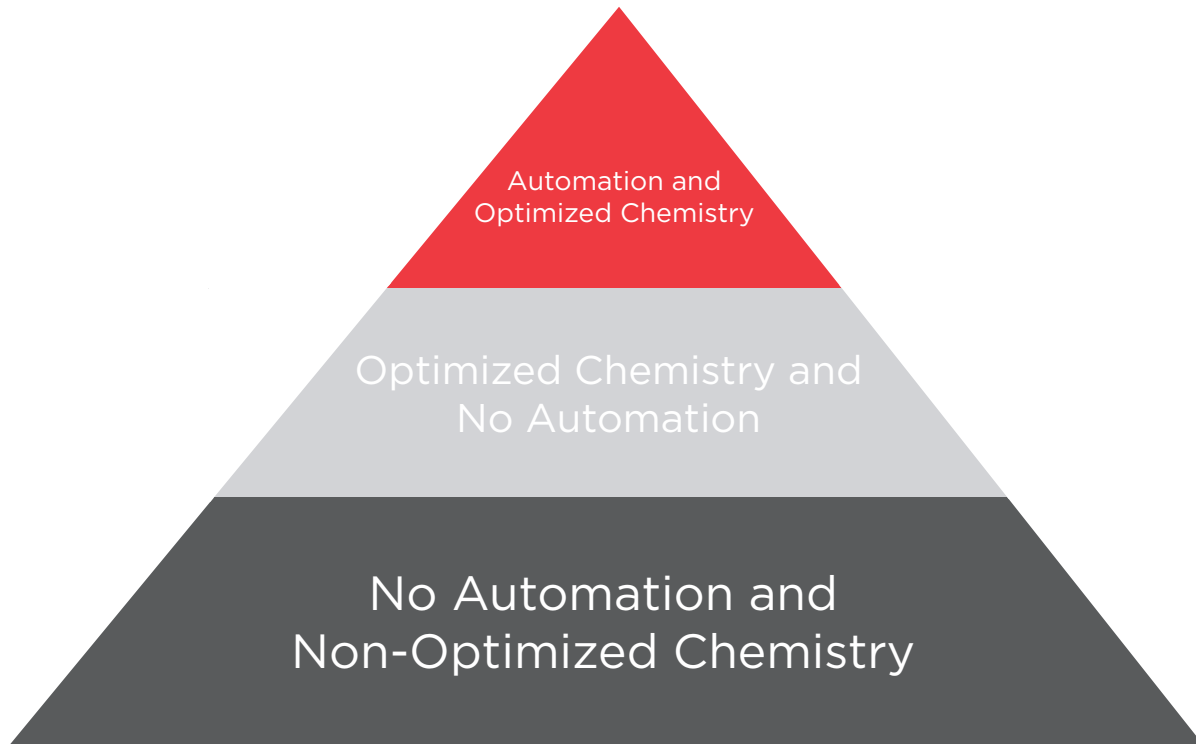 Automation and
Optimized Chemistry
Optimized Chemistry and
No Automation
No Automation and
Non-Optimized Chemistry